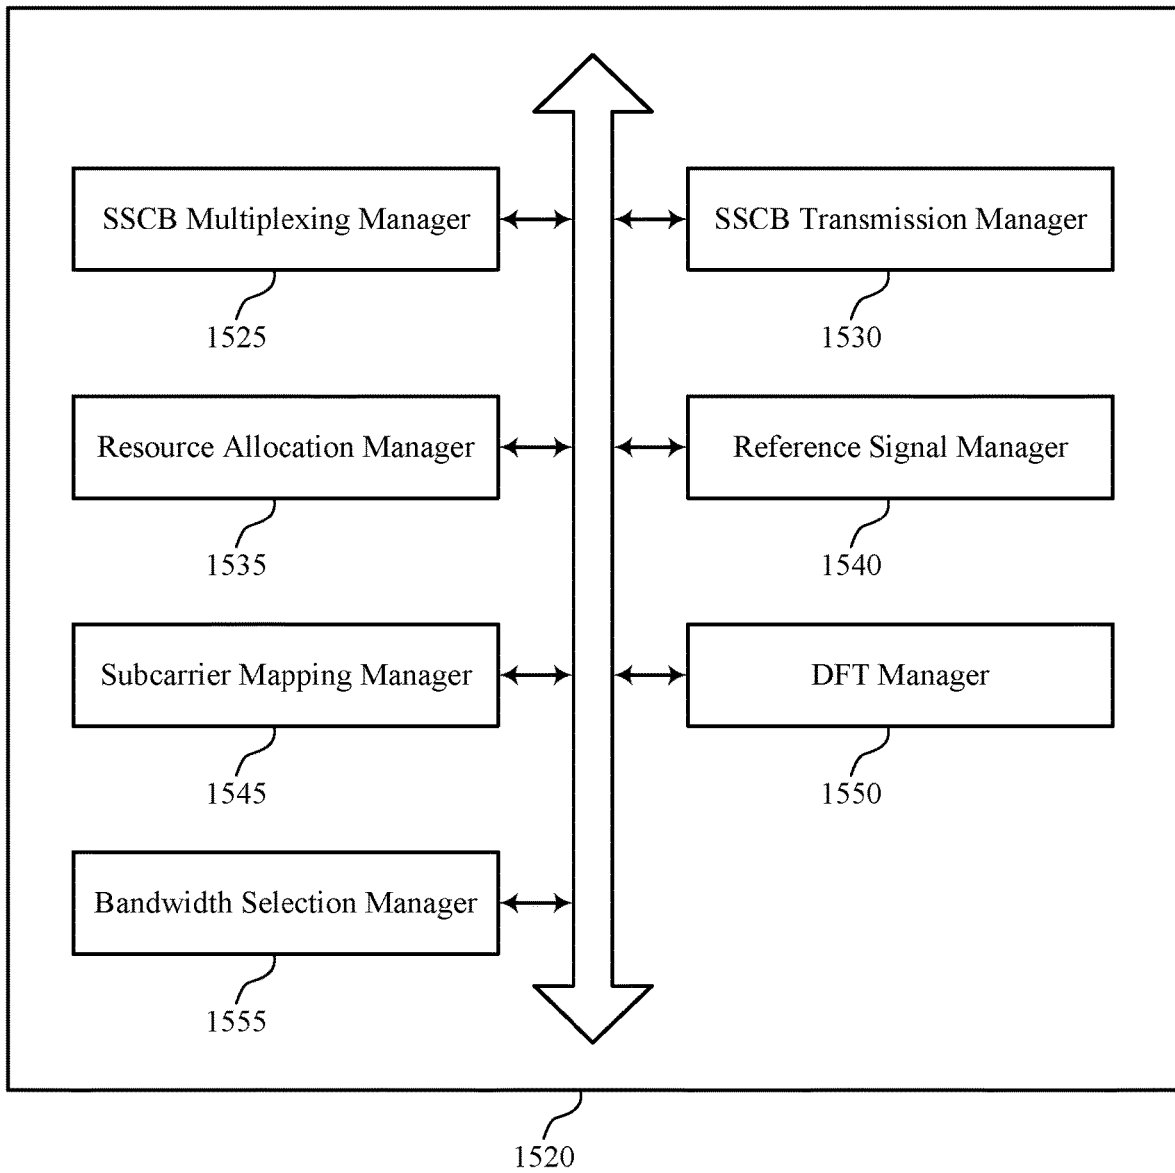 SSCB Multiplexing Manager
SSCB Transmission Manager
1525
1530
Resource Allocation Manager
Reference Signal Manager
1535
1540
Subcarrier Mapping Manager
DFT Manager
1545
1550
Bandwidth Selection Manager
1555
1520